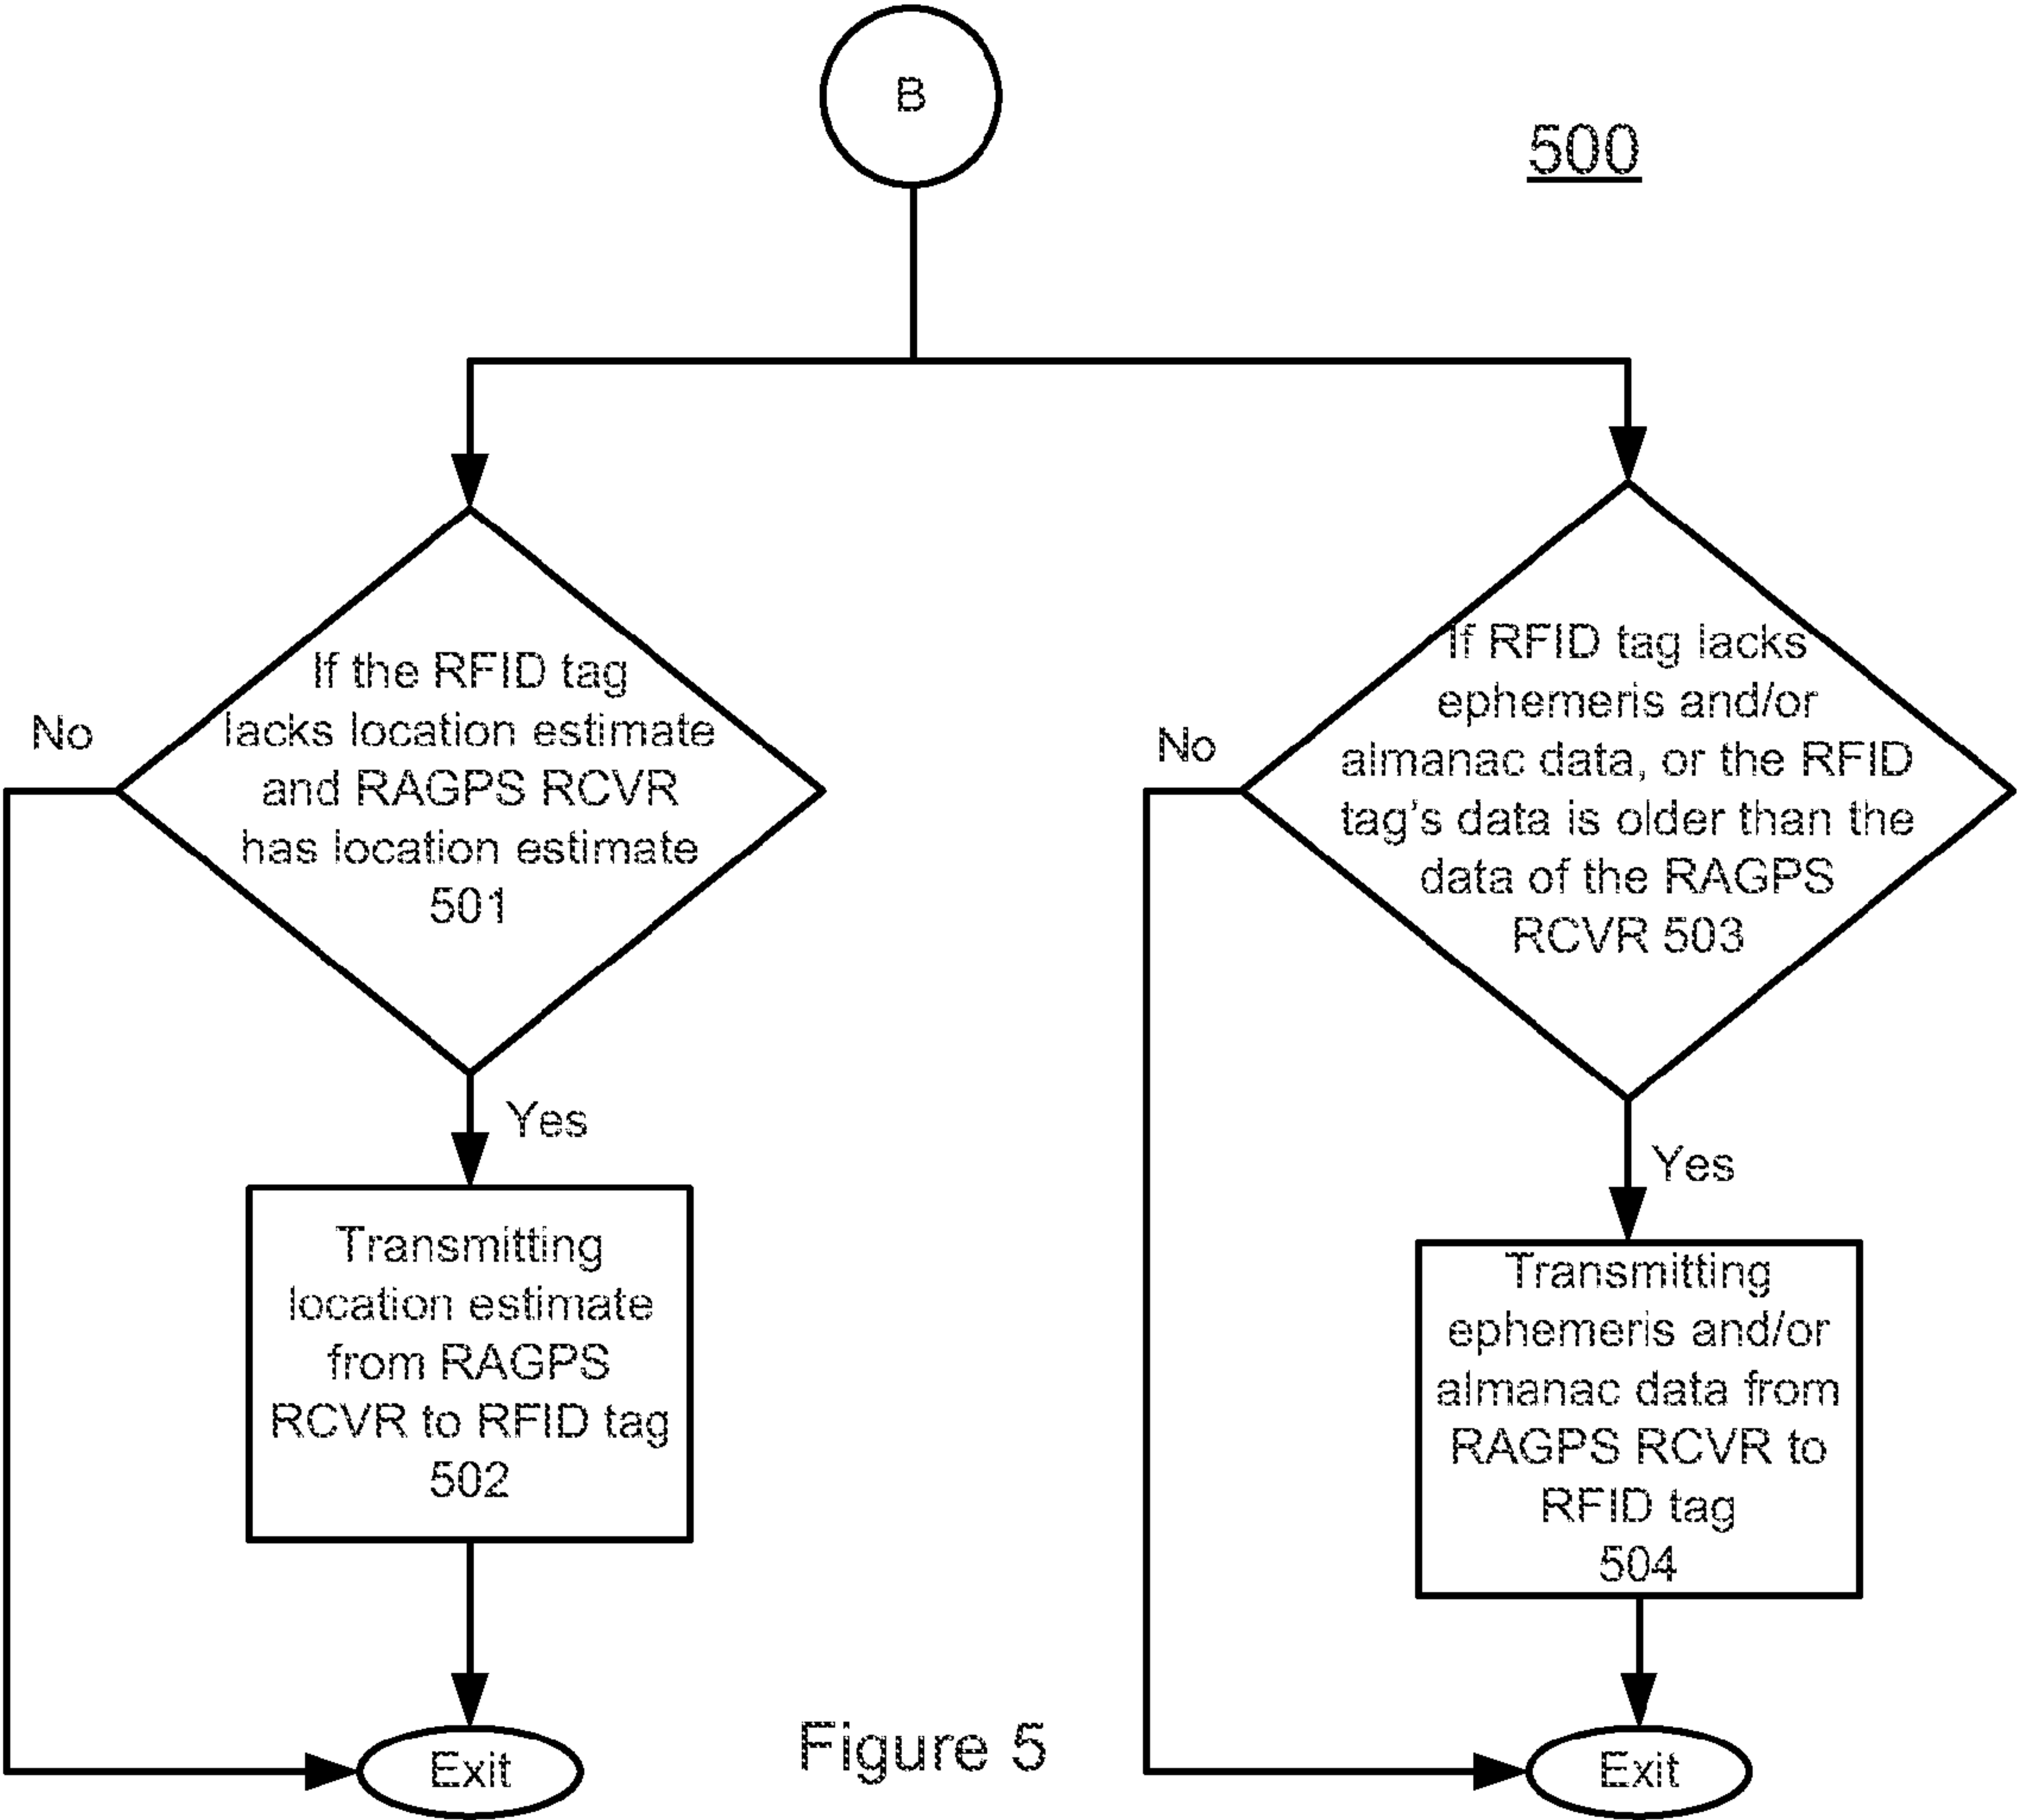 B
500
If the RFID tag
lacks location estimate
and RAGPS RCVR
has location estimate
501
No
Yes
Transmitting
location estimate
from RAGPS
RCVR to RFID tag
502
Exit
If RFID tag lacks
ephemeris and/or
almanac data, or the RFID
tag's data is older than the
data of the RAGPS
RCVR 503
No
Yes
Transmitting
ephemeris and/or
almanac data from
RAGPS RCVR to
RFID tag
504
Exit
Figure 5